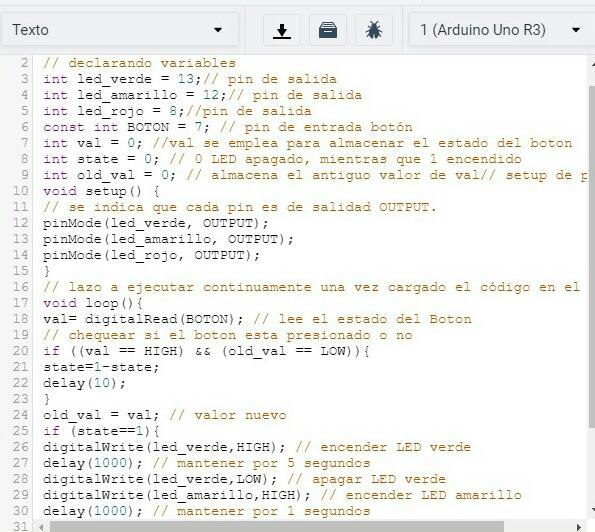 Texto
1 (Arduino Uno R3)
2 // declarando variables
3 int led_verde = 13;// pin de salida
4 int led_amarillo = 12;// pin de salida
5 int led_rojo = 8;//pin de salida
6 const int BOTON = 7; // pin de entrada botón
7 int val = 0; //val se emplea para almacenar el estado del boton
8 int state = 0; // 0 LED apagado, mientras que 1 encendido
9 int old_val = 0; // almacena el antiguo valor de val// setup de p
10 void setup() {
11 // se indica que cada pin es de salidad OUTPUT.
12 pinMode(led_verde, OUTPUT);
13 pinMode(led_amarillo, OUTPUT);
14 pinMode(led_rojo, OUTPUT);
15 }
16 // lazo a ejecutar continuamente una vez cargado el código en el
17 void loop(){
18 val= digitalRead(BOTON); // lee el estado del Boton
19 // chequear si el boton esta presionado o no
20 if ((val == HIGH) && (old_val == LOW)){
21 state=1-state;
22 delay(10);
23 }
24 old_val = val; // valor nuevo
25 if (state==1){
26 digitalWrite(led_verde,HIGH); // encender LED verde
27 delay(1000); // mantener por 5 segundos
28 digitalWrite(led_verde,LOW); // apagar LED verde
29 digitalWrite(led_amarillo,HIGH); // encender LED amarillo
30 delay(1000); // mantener por 1 segundos
31